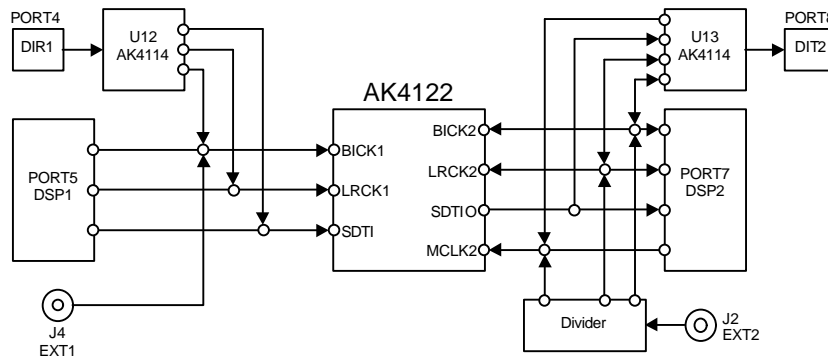 PORT4
DIR1
U12
AK4114
U13
AK4114
PORT8
DIT2
AK4122
PORT5
DSP1
BICK1
LRCK1
SDTI
BICK2
LRCK2
SDTIO
MCLK2
PORT7
DSP2
J4
EXT1
Divider
J2
EXT2